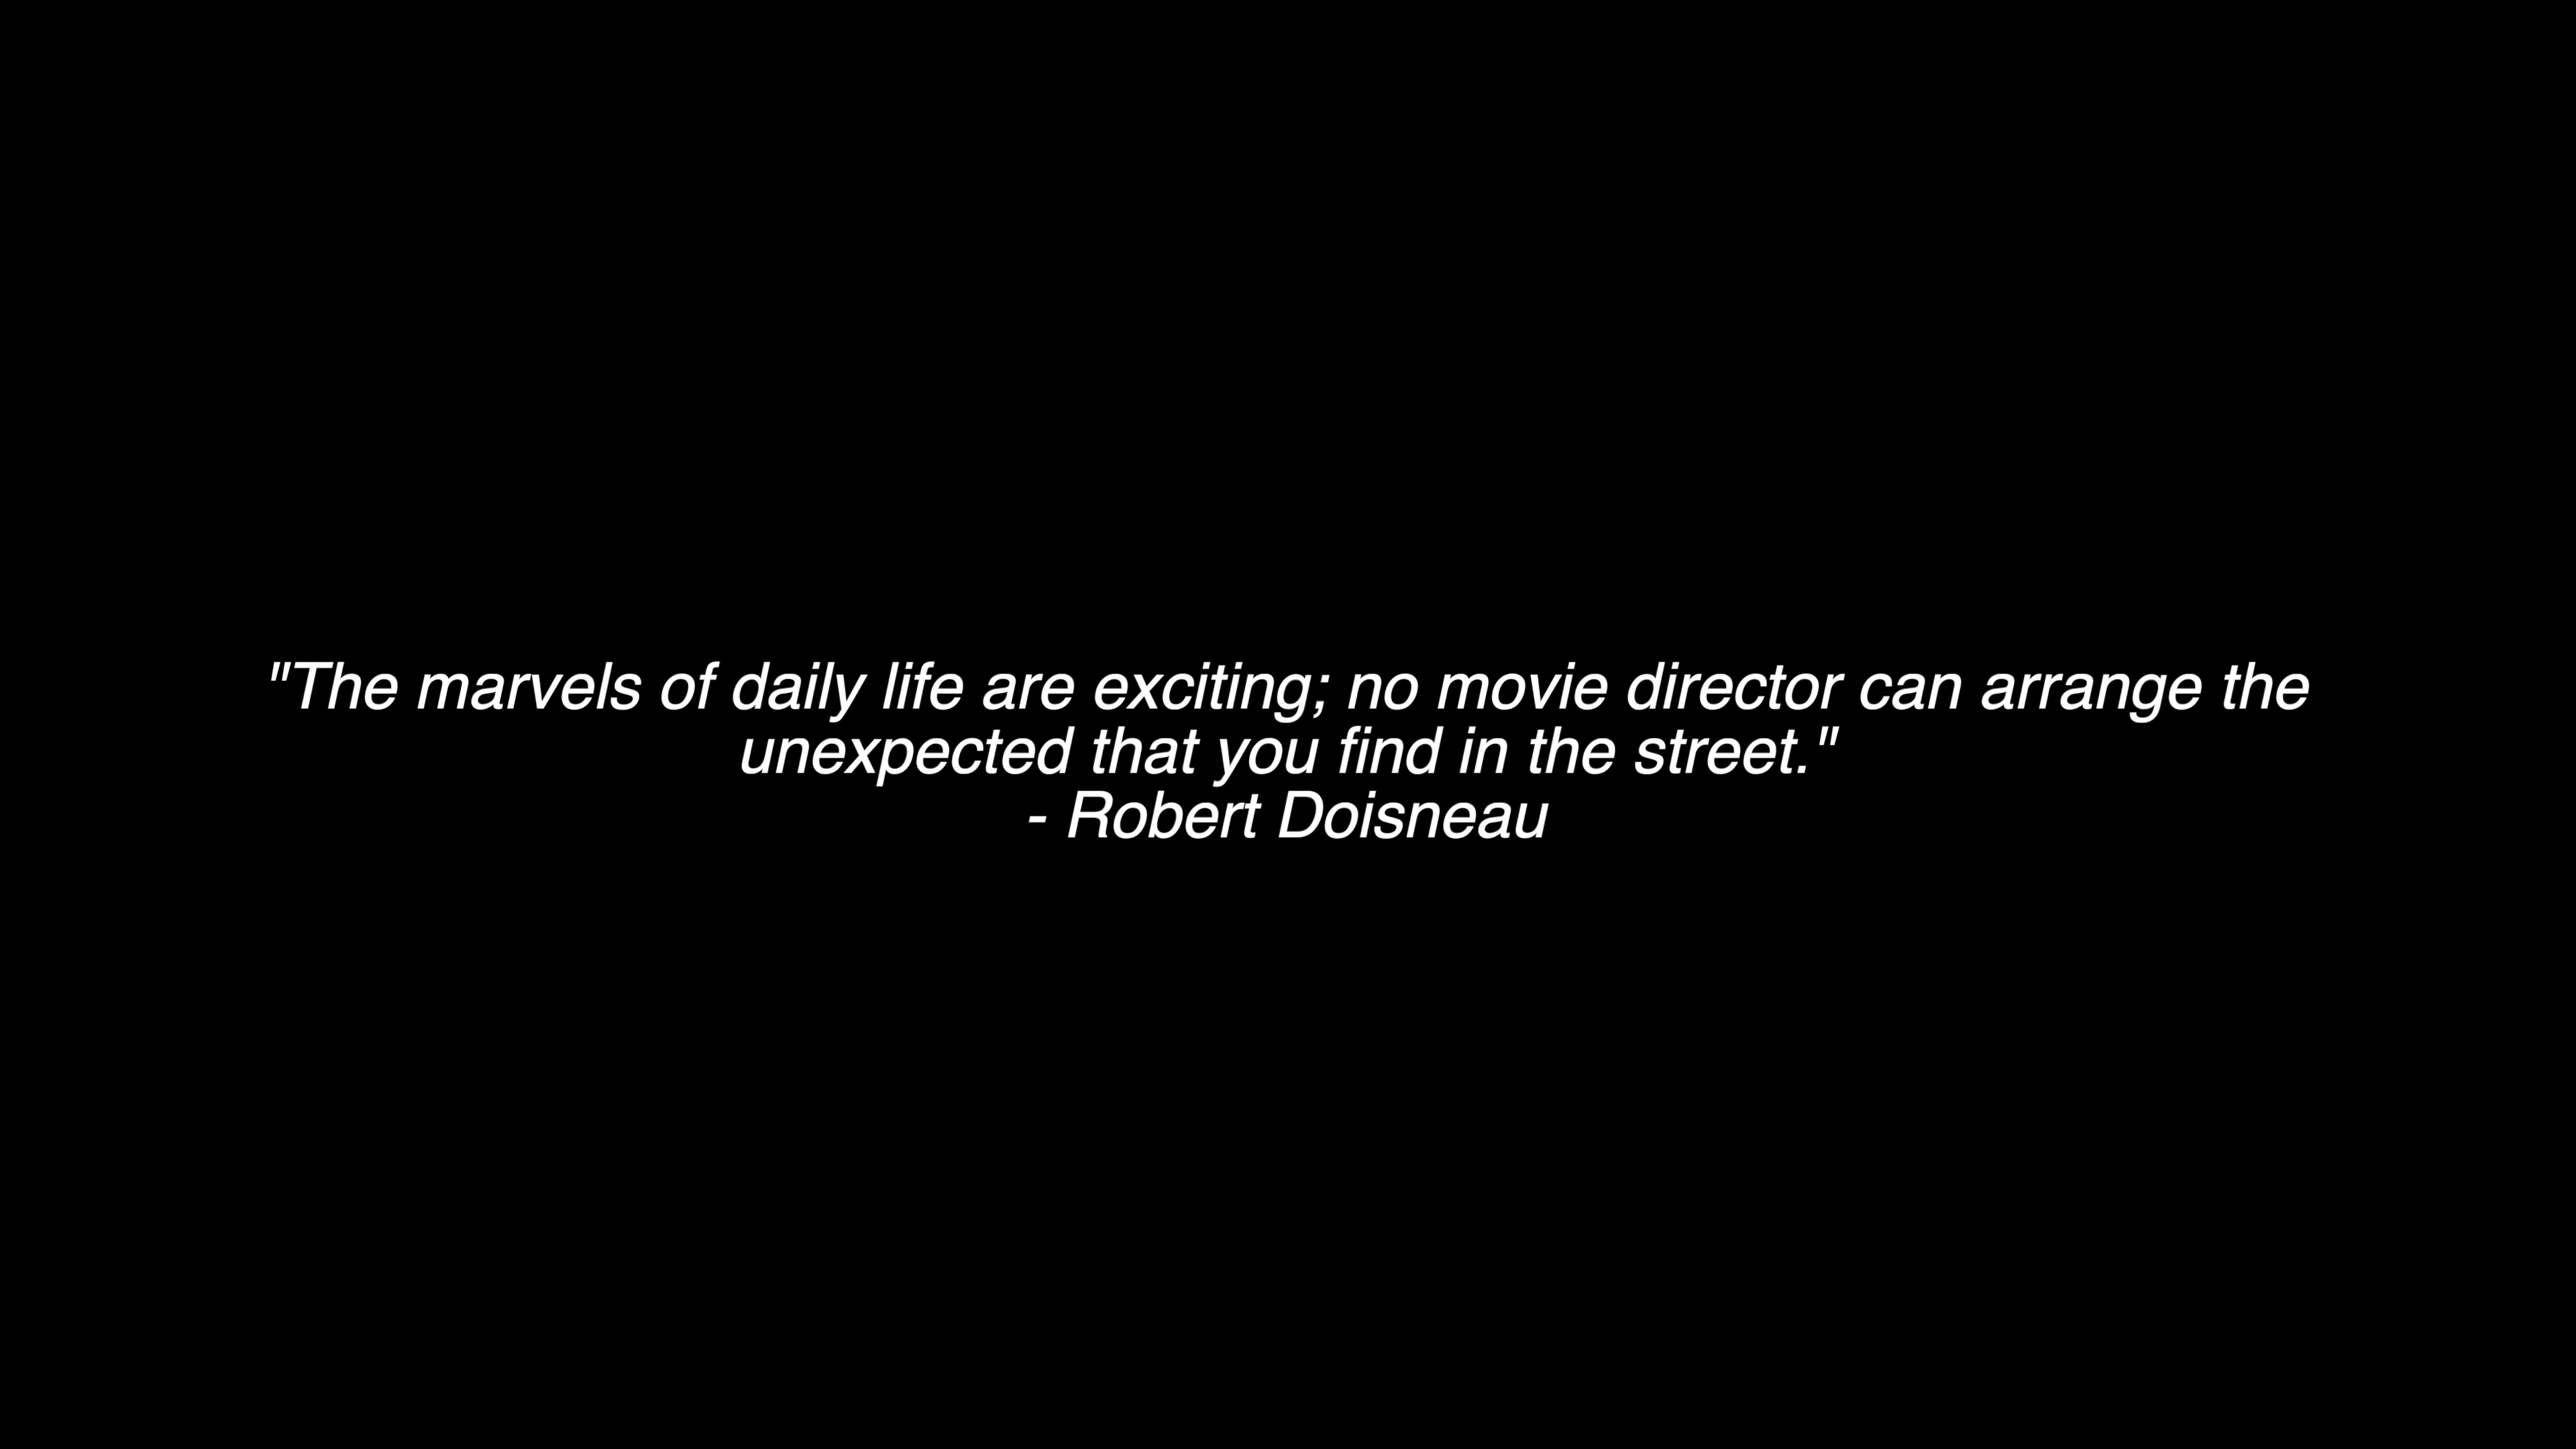 "The marvels of daily life are exciting; no movie director can arrange the
unexpected that you find in the street."
- Robert Doisneau